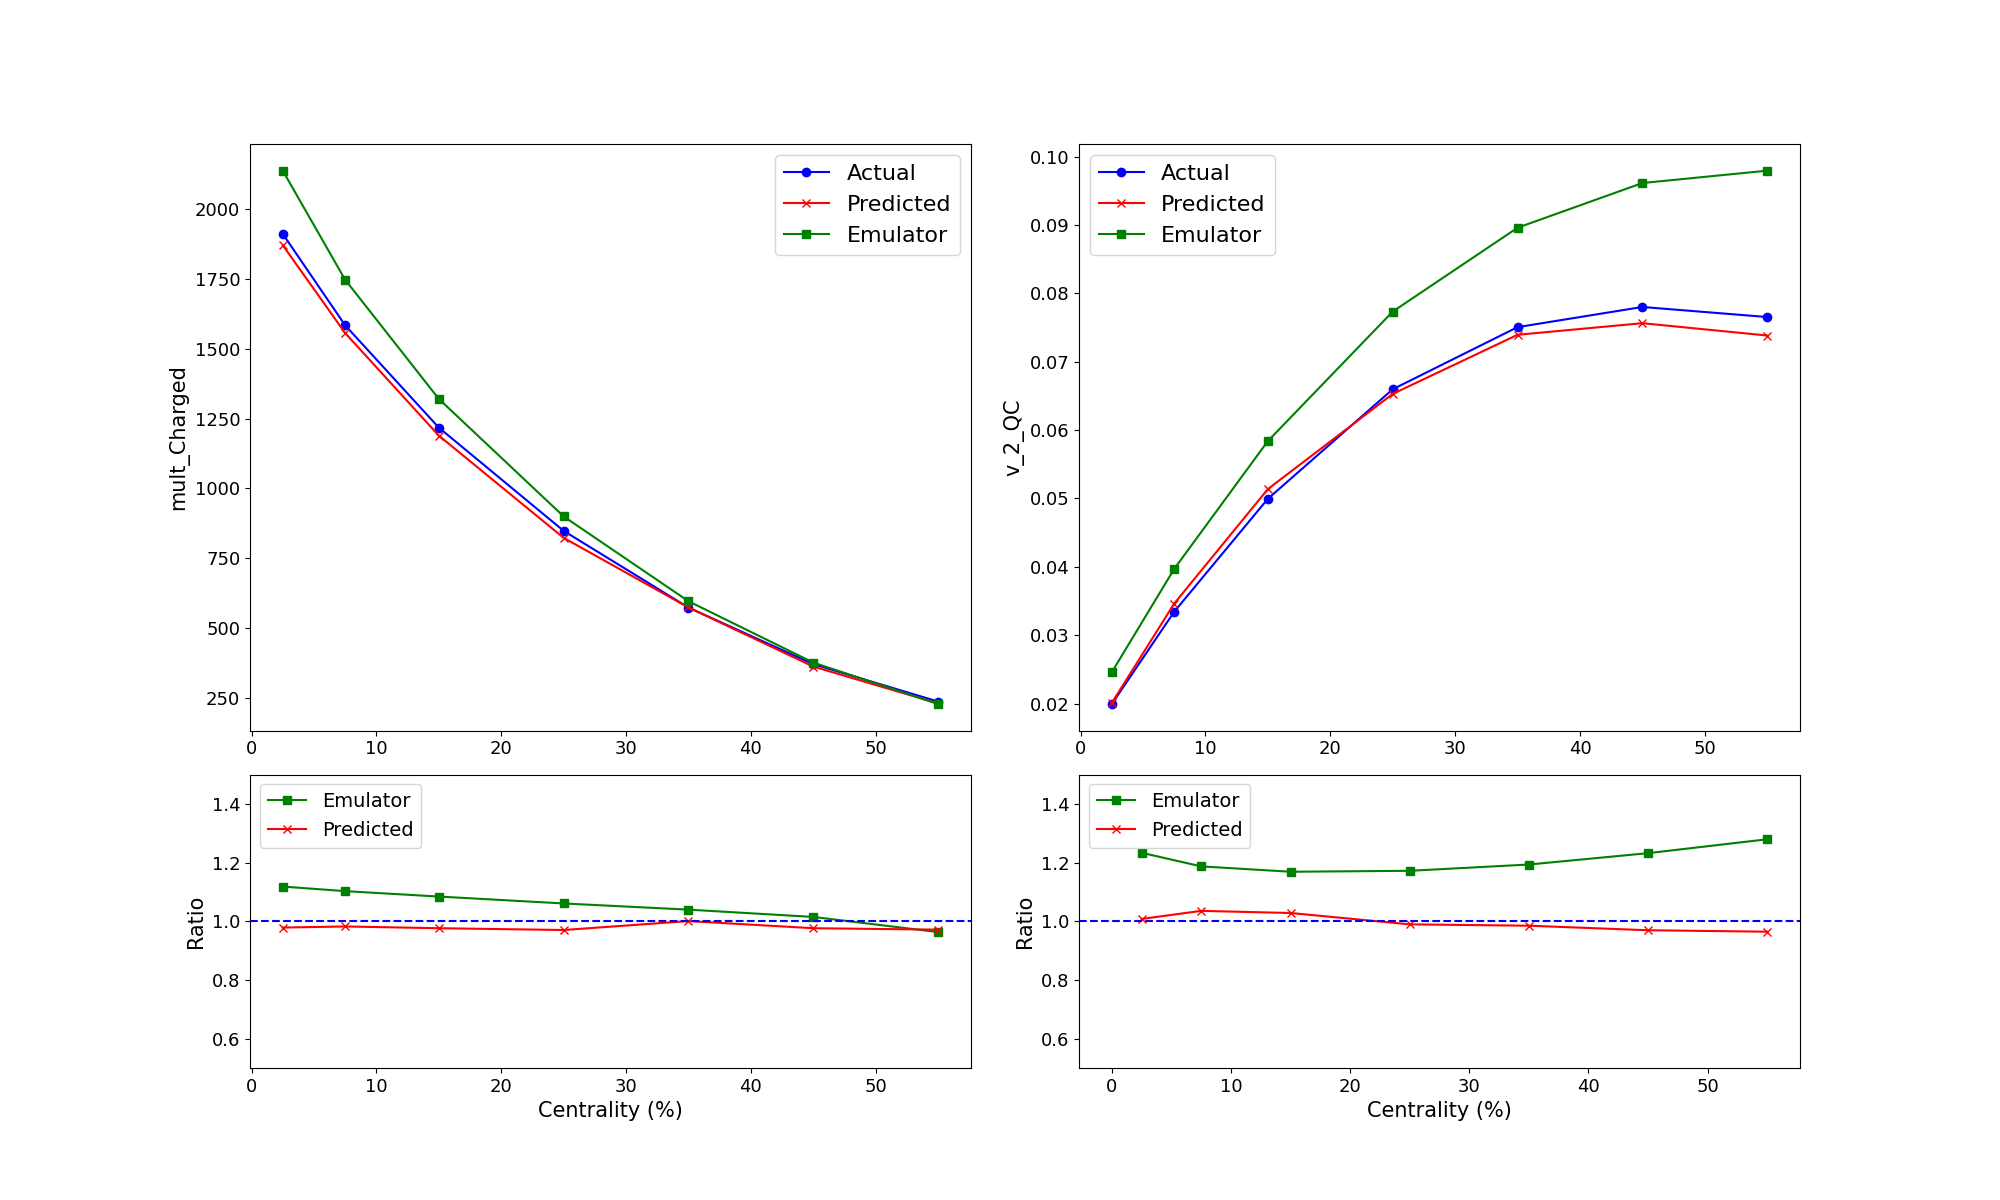 mult_Charged
2000
1750
1500
1250
1000
750
500
250
0 10 20 30 40 50
Actual
Predicted
Emulator
v_2_QC
0.10
0.09
0.08
0.07
0.06
0.05
0.04
0.03
0.02
0 10 20 30 40 50
Actual
Predicted
Emulator
Ratio
1.4
1.2
1.0
0.8
0.6
Emulator
Predicted
0 10 20 30 40 50
Centrality (%)
Ratio
1.4
1.2
1.0
0.8
0.6
Emulator
Predicted
0 10 20 30 40 50
Centrality (%)